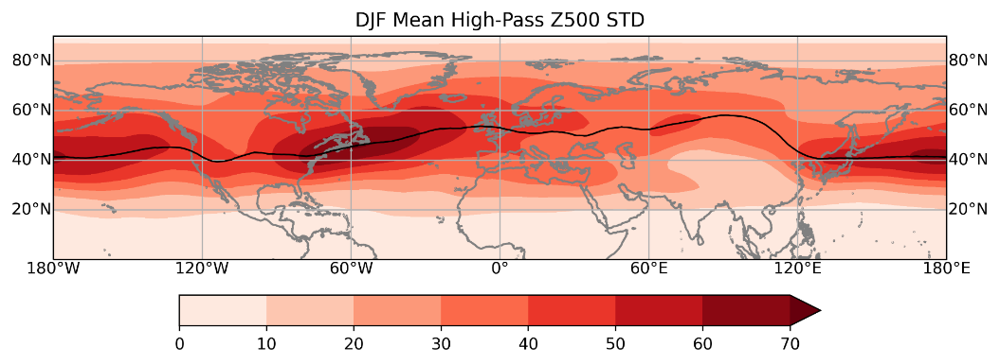 DJF Mean High-Pass Z500 STD
80°N 80°N
60°N 60°N
40°N 40°N
20°N 20°N
180°W 120°W 60°W 0° 60°E 120°E 180°E
0 10 20 30 40 50 60 70